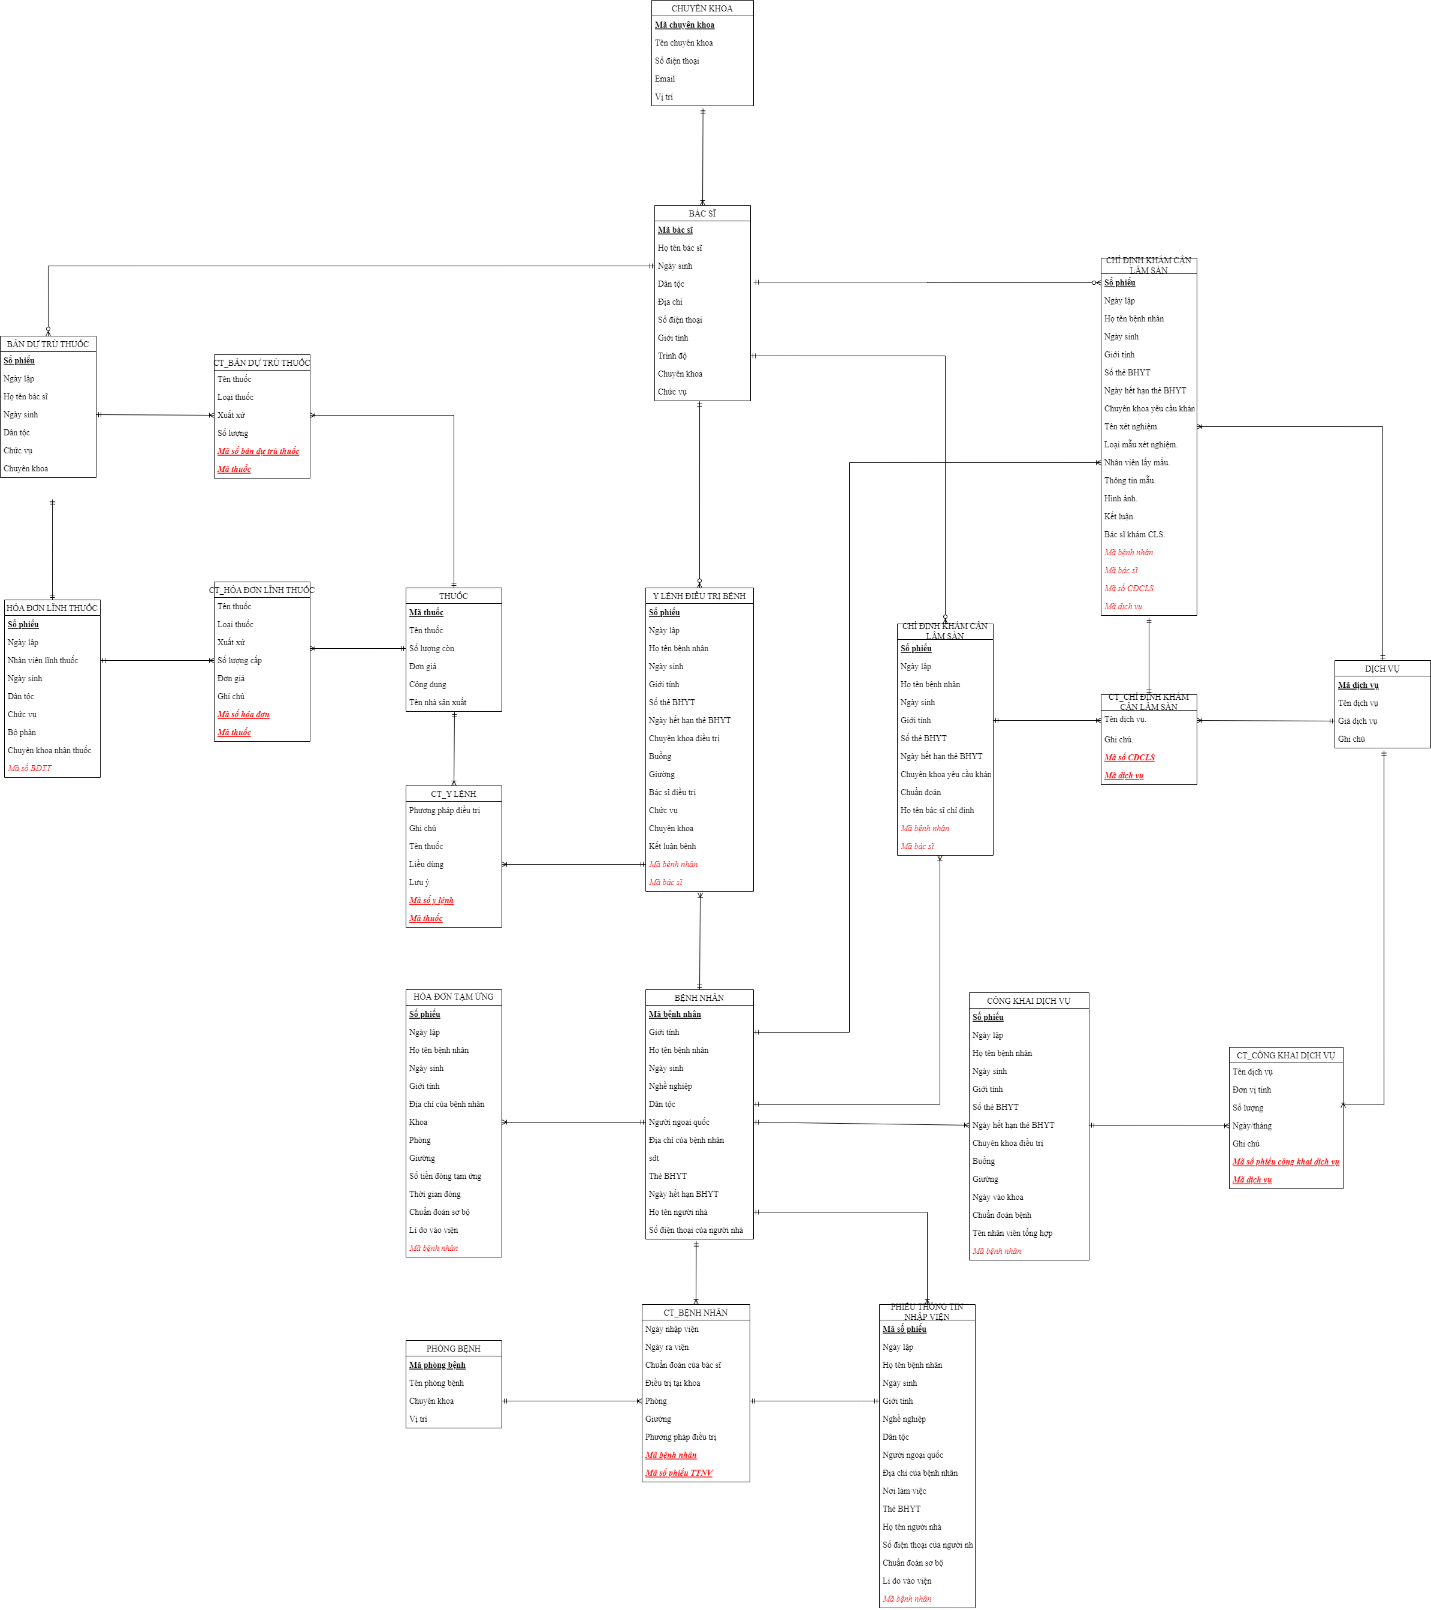 CHUYÊN KHOA
Mã chuyên khoa
Tên chuyên khoa
Số điện thoại
Email
Vị trí
BÁC SĨ
Mã bác sĩ
Họ tên bác sĩ
Ngày sinh
Dân tộc
Địa chỉ
Số điện thoại
Giới tính
Trình độ
Chuyên khoa
Chức vụ
CHỈ ĐỊNH KHÁM CẬN
LÂM SÀN
Số phiếu
Ngày lập
Họ tên bệnh nhân
Ngày sinh
Giới tính
Số thẻ BHYT
Ngày hết hạn thẻ BHYT
Chuyên khoa yêu cầu khán
Tên xét nghiệm.
Loại mẫu xét nghiệm.
Nhân viên lấy mẫu.
Thông tin mẫu.
Hình ảnh.
Kết luận.
Bác sĩ khám CLS.
Mã bệnh nhân
Mã bác sĩ
Mã số CĐCLS
Mã dịch vụ
BẢN DỰ TRÙ THUỐC
Số phiếu
Ngày lập
Họ tên bác sĩ
Ngày sinh
Dân tộc
Chức vụ
Chuyên khoa
CT_BẢN DỰ TRÙ THUỐC
Tên thuốc
Loại thuốc
Xuất xứ
Số lượng
Mã số bản dự trù thuốc
Mã thuốc
HÓA ĐƠN LĨNH THUỐC
Số phiếu
Ngày lập
Nhân viên lĩnh thuốc
Ngày sinh
Dân tộc
Chức vụ
Bộ phận
Chuyên khoa nhận thuốc
Mã số BDTT
CT_HÓA ĐƠN LĨNH THUỐC
Tên thuốc
Loại thuốc
Xuất xứ
Số lượng cấp
Đơn giá
Ghi chú
Mã số hóa đơn
Mã thuốc
THUỐC
Mã thuốc
Tên thuốc
Số lượng còn
Đơn giá
Công dụng
Tên nhà sản xuất
Y LỆNH ĐIỀU TRỊ BỆNH
Số phiếu
Ngày lập
Họ tên bệnh nhân
Ngày sinh
Giới tính
Số thẻ BHYT
Ngày hết hạn thẻ BHYT
Chuyên khoa điều trị
Buồng
Giường
Bác sĩ điều trị
Chức vụ
Chuyên khoa
Kết luận bệnh
Mã bệnh nhân
Mã bác sĩ
CHỈ ĐỊNH KHÁM CẬN
LÂM SÀN
Số phiếu
Ngày lập
Họ tên bệnh nhân
Ngày sinh
Giới tính
Số thẻ BHYT
Ngày hết hạn thẻ BHYT
Chuyên khoa yêu cầu khán
Chuẩn đoán
Họ tên bác sĩ chỉ định
Mã bệnh nhân
Mã bác sĩ
CT_CHỈ ĐỊNH KHÁM
CẬN LÂM SÀN
Tên dịch vụ.
Ghi chú
Mã số CĐCLS
Mã dịch vụ
DỊCH VỤ
Mã dịch vụ
Tên dịch vụ
Giá dịch vụ
Ghi chú
CT_Y LỆNH
Phương pháp điều trị
Ghi chú
Tên thuốc
Liều dùng
Lưu ý
Mã số y lệnh
Mã thuốc
HÓA ĐƠN TẠM ỨNG
Số phiếu
Ngày lập
Họ tên bệnh nhân
Ngày sinh
Giới tính
Địa chỉ của bệnh nhân
Khoa
Phòng
Giường
Số tiền đóng tạm ứng
Thời gian đóng
Chuẩn đoán sơ bộ
Lí do vào viện
Mã bệnh nhân
BỆNH NHÂN
Mã bệnh nhân
Giới tính
Họ tên bệnh nhân
Ngày sinh
Nghề nghiệp
Dân tộc
Người ngoại quốc
Địa chỉ của bệnh nhân
sdt
Thẻ BHYT
Ngày hết hạn BHYT
Họ tên người nhà
Số điện thoại của người nhà
CÔNG KHAI DỊCH VỤ
Số phiếu
Ngày lập
Họ tên bệnh nhân
Ngày sinh
Giới tính
Số thẻ BHYT
Ngày hết hạn thẻ BHYT
Chuyên khoa điều trị
Buồng
Giường
Ngày vào khoa
Chuẩn đoán bệnh
Tên nhân viên tổng hợp
Mã bệnh nhân
CT_CÔNG KHAI DỊCH VỤ
Tên dịch vụ
Đơn vị tính
Số lượng
Ngày/tháng
Ghi chú
Mã số phiếu công khai dịch vụ
Mã dịch vụ
PHÒNG BỆNH
Mã phòng bệnh
Tên phòng bệnh
Chuyên khoa
Vị trí
CT_BỆNH NHÂN
Ngày nhập viện
Ngày ra viện
Chuẩn đoán của bác sĩ
Điều trị tại khoa
Phòng
Giường
Phương pháp điều trị
Mã bệnh nhân
Mã số phiếu TTNV
PHIẾU THÔNG TIN
NHẬP VIỆN
Mã số phiếu
Ngày lập
Họ tên bệnh nhân
Ngày sinh
Giới tính
Nghề nghiệp
Dân tộc
Người ngoại quốc
Địa chỉ của bệnh nhân
Nơi làm việc
Thẻ BHYT
Họ tên người nhà
Số điện thoại của người nh
Chuẩn đoán sơ bộ
Lí do vào viện
Mã bệnh nhân